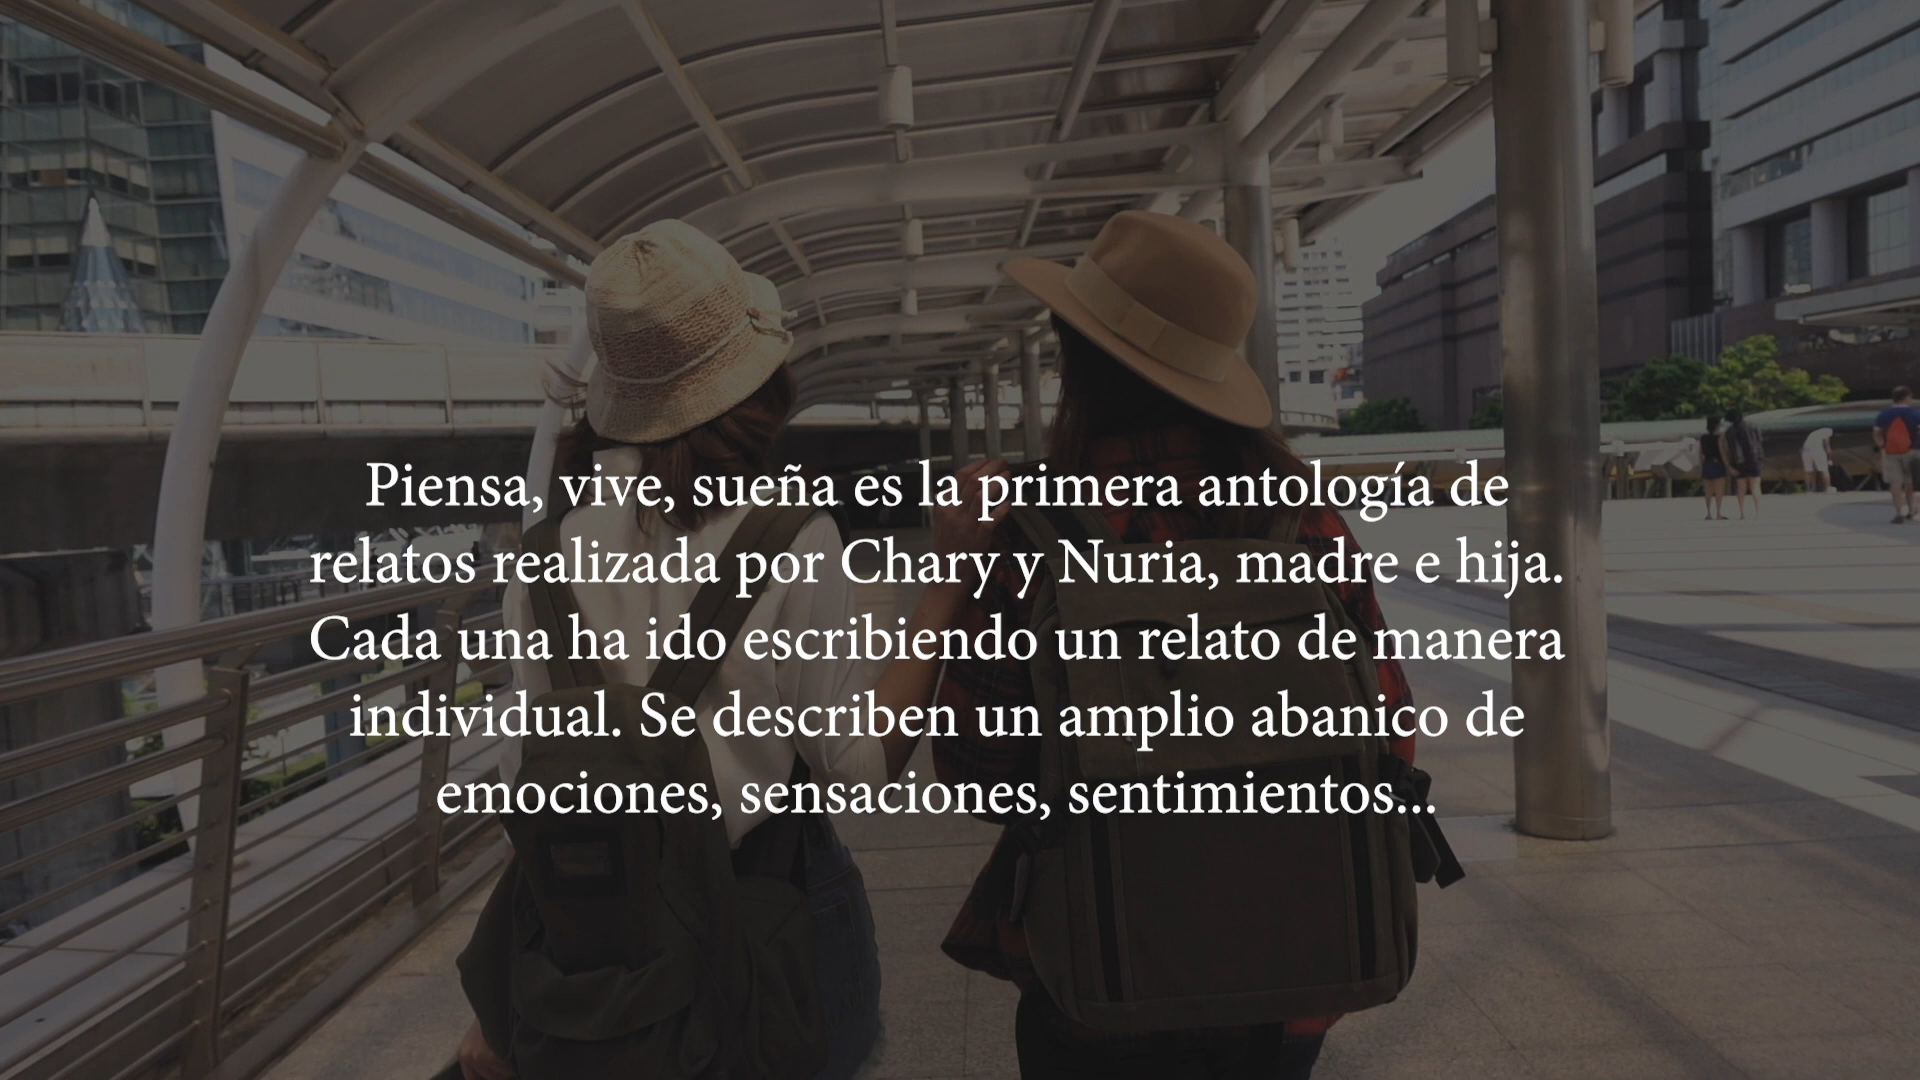 Piensa, vive, sueña es la primera antología de
relatos realizada por Chary y Nuria, madre e hija.
Cada una ha ido escribiendo un relato de manera
individual. Se describen un amplio abanico de
emociones, sensaciones, sentimientos...